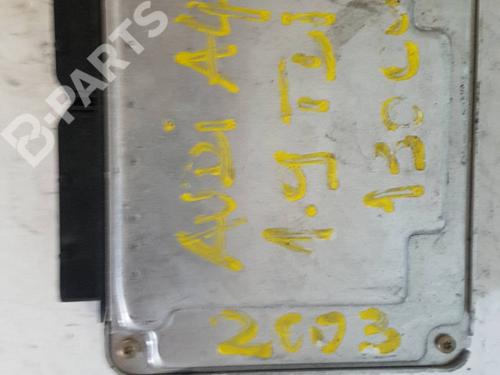 B-PARTS
AUDI A4
1.9 TDI
130 CV
2003